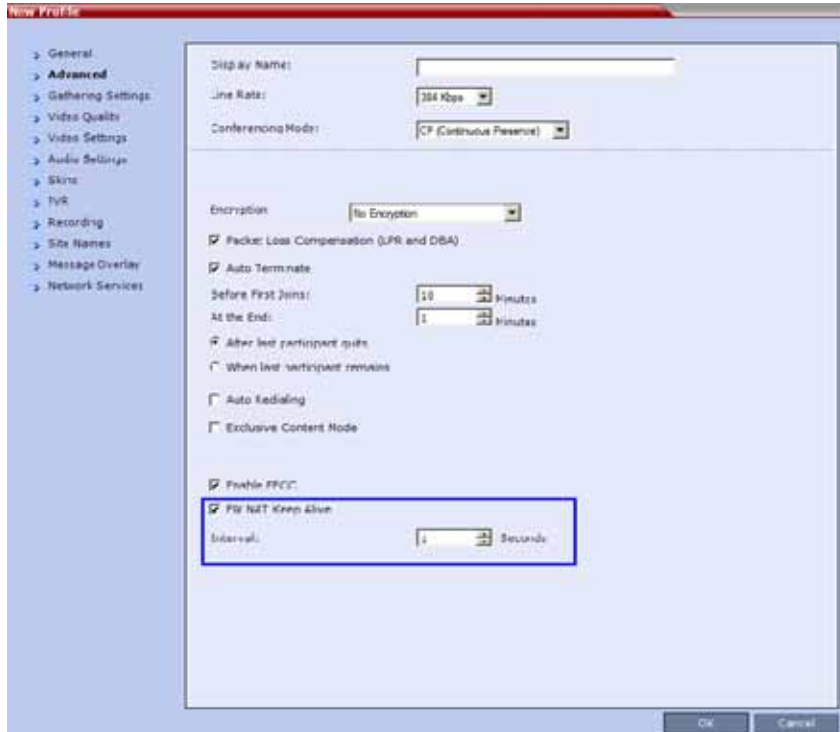 New Profile
General
Advanced
Gathering Settings
Video Quality
Video Settings
Audio Settings
Skins
IVR
Recording
Site Names
Message Overlay
Network Services
Display Name:
Line Rate: 384 Kbps
Conferencing Mode: CP (Continuous Presence)
Encryption No Encryption
Packet Loss Compensation (LPR and DBA)
Auto Terminate
Before First Joins: 10 Minutes
At the End: 1 Minutes
After last participant quits
When last participant remains
Auto Redialing
Exclusive Content Mode
Enable FECC
FW NAT Keep Alive
Interval: Seconds
OK Cancel